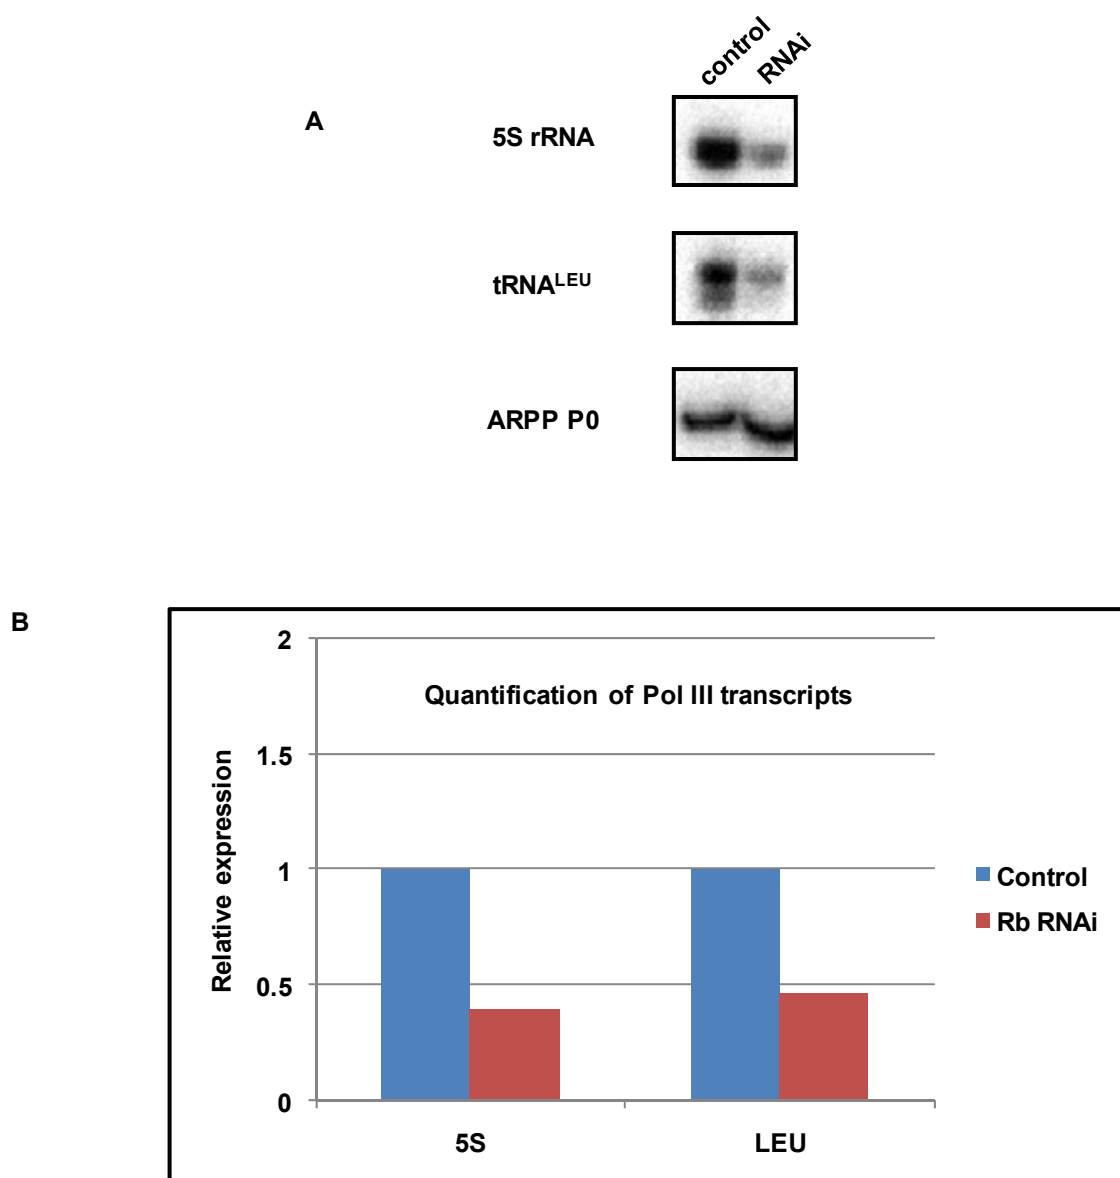 control RNAi
A
5S rRNA
tRNALEU
ARPP P0
B
Quantification of Pol III transcripts
Relative expression
2
1.5
1
0.5
0
5S LEU
Control
Rb RNAi